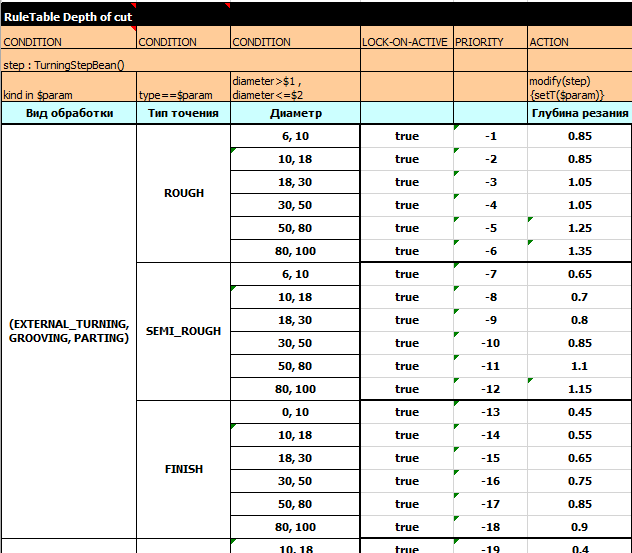 RuleTable Depth of cut
CONDITION CONDITION CONDITION LOCK-ON-ACTIVE PRIORITY ACTION
step : TurningStepBean()
kind in $param type==$param diameter>$1 , diameter<=$2 modify(step) {setT($param)}
Вид обработки Тип точения Диаметр Глубина резания
(EXTERNAL_TURNING, GROOVING, PARTING)
ROUGH
6, 10 true -1 0.85
10, 18 true -2 0.85
18, 30 true -3 1.05
30, 50 true -4 1.05
50, 80 true -5 1.25
80, 100 true -6 1.35
SEMI_ROUGH
6, 10 true -7 0.65
10, 18 true -8 0.7
18, 30 true -9 0.8
30, 50 true -10 0.85
50, 80 true -11 1.1
80, 100 true -12 1.15
FINISH
0, 10 true -13 0.45
10, 18 true -14 0.55
18, 30 true -15 0.65
30, 50 true -16 0.75
50, 80 true -17 0.85
80, 100 true -18 0.9
10, 18 true -19 0.4